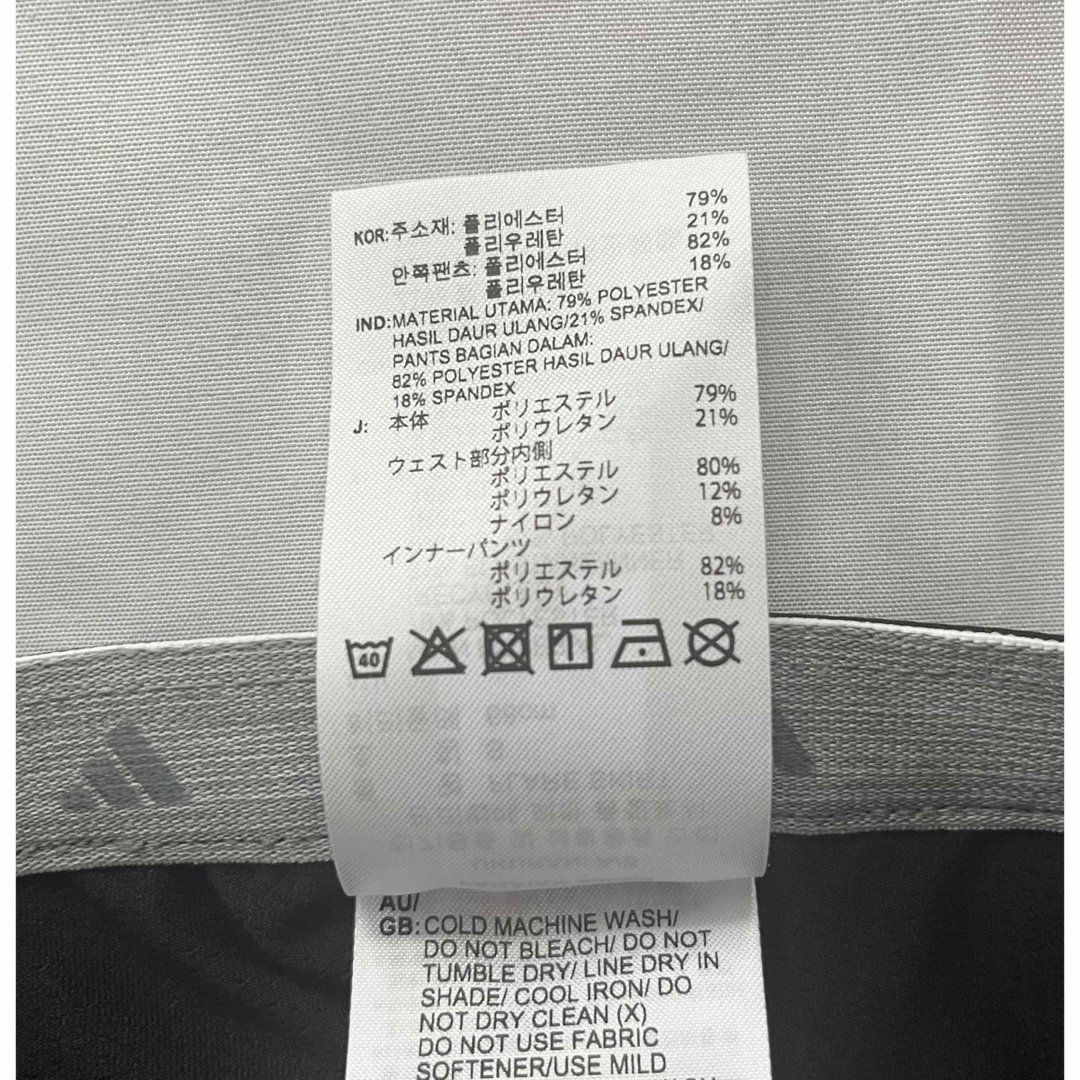 KOR:주소재: 폴리에스터 79%
폴리우레탄 21%
안쪽팬츠: 폴리에스터 82%
폴리우레탄 18%
IND:MATERIAL UTAMA: 79% POLYESTER
HASIL DAUR ULANG/21% SPANDEX/
PANTS BAGIAN DALAM:
82% POLYESTER HASIL DAUR ULANG/
18% SPANDEX
J: 本体 ポリエステル 79%
ポリウレタン 21%
ウェスト部分内側
ポリエステル 80%
ポリウレタン 12%
ナイロン 8%
インナーパンツ
ポリエステル 82%
ポリウレタン 18%
40
AU/
GB:COLD MACHINE WASH/
DO NOT BLEACH/ DO NOT
TUMBLE DRY/ LINE DRY IN
SHADE/ COOL IRON/ DO
NOT DRY CLEAN (X)
DO NOT USE FABRIC
SOFTENER/USE MILD